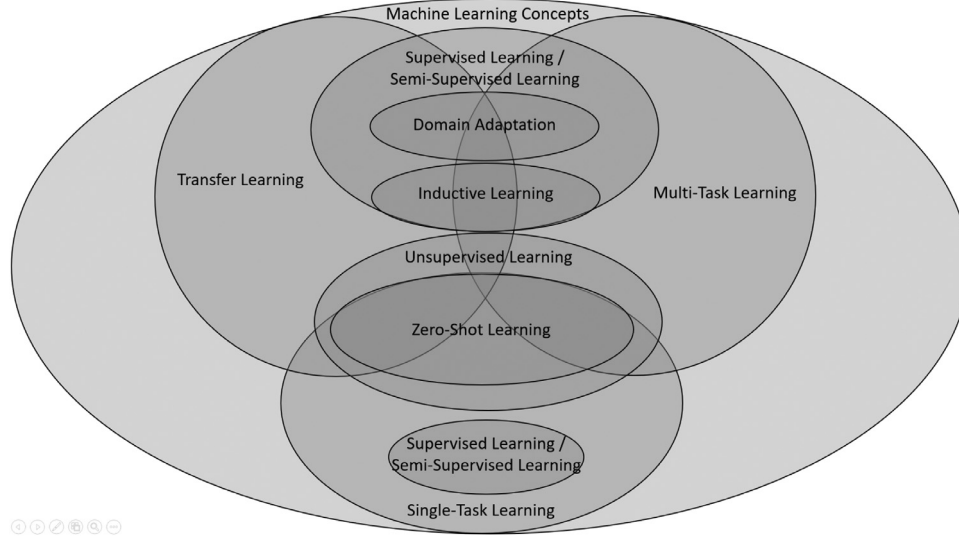 Machine Learning Concepts
Supervised Learning /
Semi-Supervised Learning
Domain Adaptation
Transfer Learning
Inductive Learning
Multi-Task Learning
Unsupervised Learning
Zero-Shot Learning
Supervised Learning /
Semi-Supervised Learning
Single-Task Learning